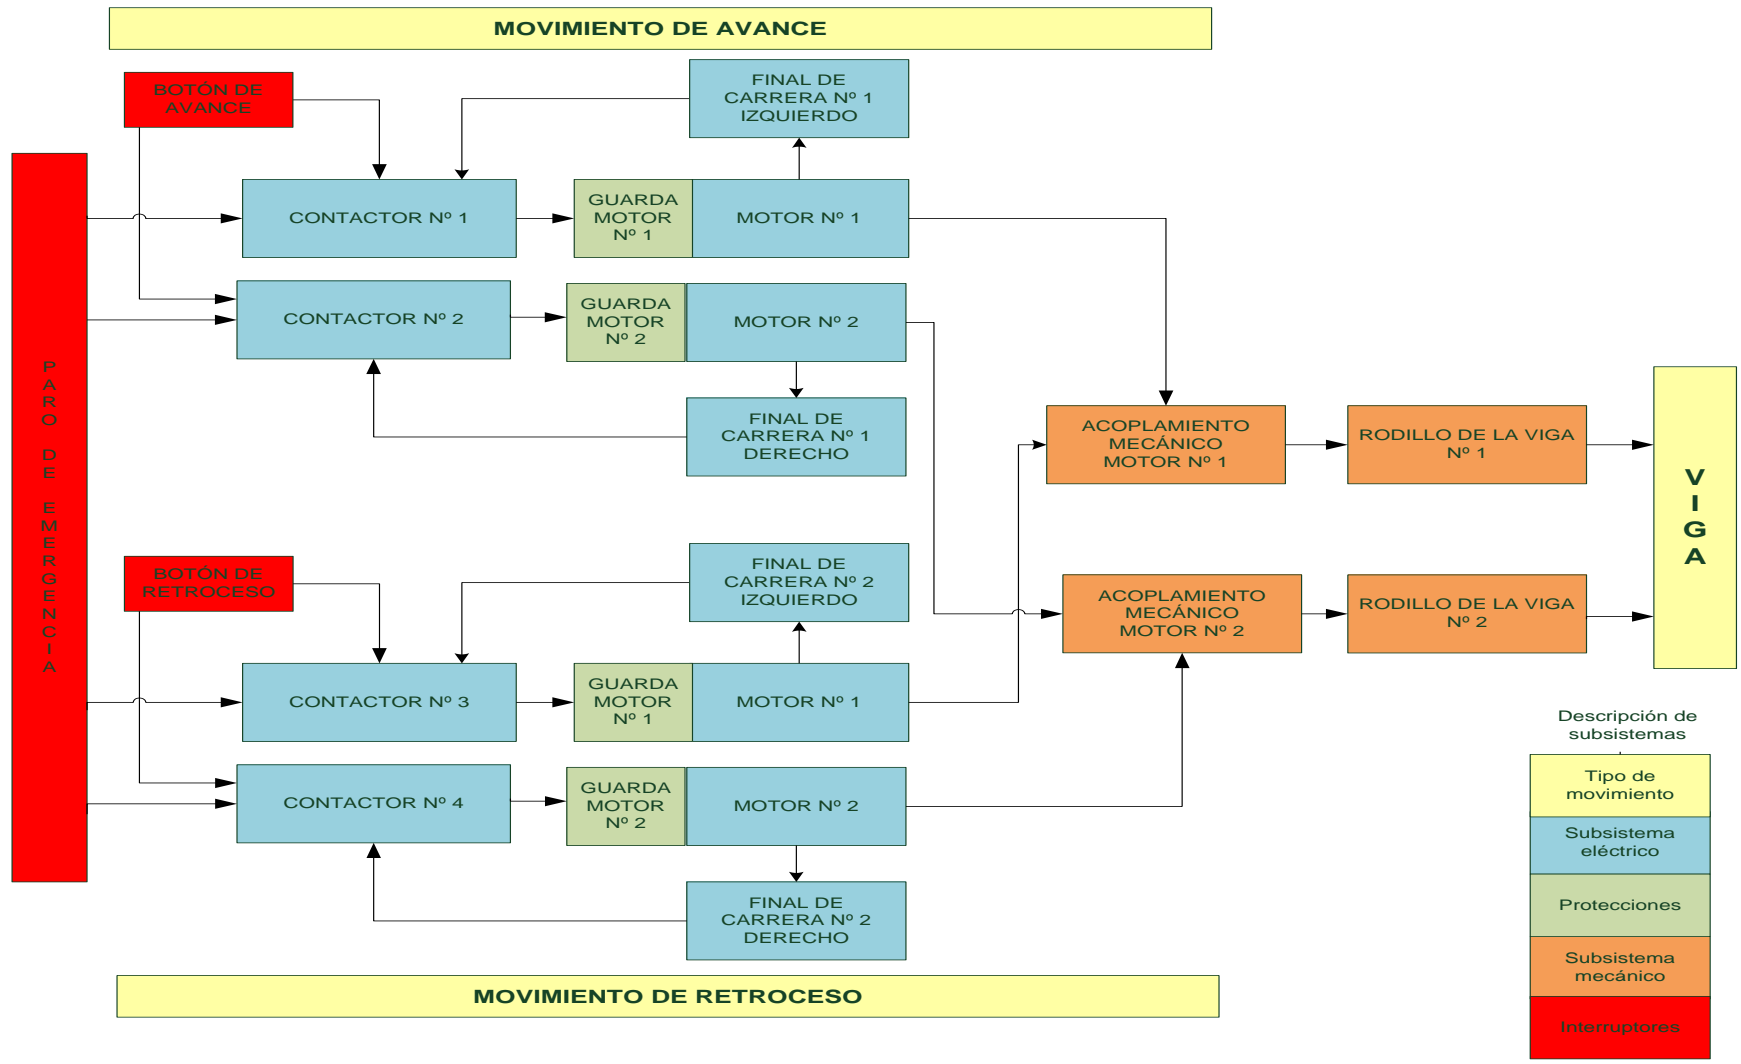 MOVIMIENTO DE AVANCE
BOTÓN DE
AVANCE
FINAL DE
CARRERA Nº 1
IZQUIERDO
CONTACTOR Nº 1
GUARDA
MOTOR
Nº 1
MOTOR Nº 1
CONTACTOR Nº 2
GUARDA
MOTOR
Nº 2
MOTOR Nº 2
FINAL DE
CARRERA Nº 1
DERECHO
PARO DE EMERGENCIA
ACOPLAMIENTO
MECÁNICO
MOTOR Nº 1
RODILLO DE LA VIGA
Nº 1
VIGA
BOTÓN DE
RETROCESO
FINAL DE
CARRERA Nº 2
IZQUIERDO
ACOPLAMIENTO
MECÁNICO
MOTOR Nº 2
RODILLO DE LA VIGA
Nº 2
CONTACTOR Nº 3
GUARDA
MOTOR
Nº 1
MOTOR Nº 1
CONTACTOR Nº 4
GUARDA
MOTOR
Nº 2
MOTOR Nº 2
FINAL DE
CARRERA Nº 2
DERECHO
MOVIMIENTO DE RETROCESO
Descripción de
subsistemas
Tipo de
movimiento
Subsistema
eléctrico
Protecciones
Subsistema
mecánico
Interruptores